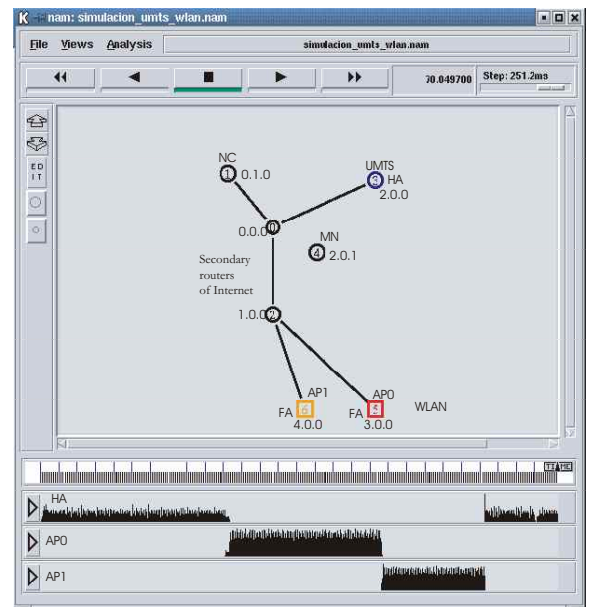 nam: simulacion_umts_wlan.nam
File Views Analysis simulacion_umts_wlan.nam
70.049700 Step: 251.2ms
ED
IT
NC
1 0.1.0
UMTS
3 HA
2.0.0
0.0.0 0
MN
4 2.0.1
Secondary
routers
of Internet
1.0.0 2
AP1
AP0
FA 6
FA 5
WLAN
4.0.0
3.0.0
TIME
HA
AP0
AP1